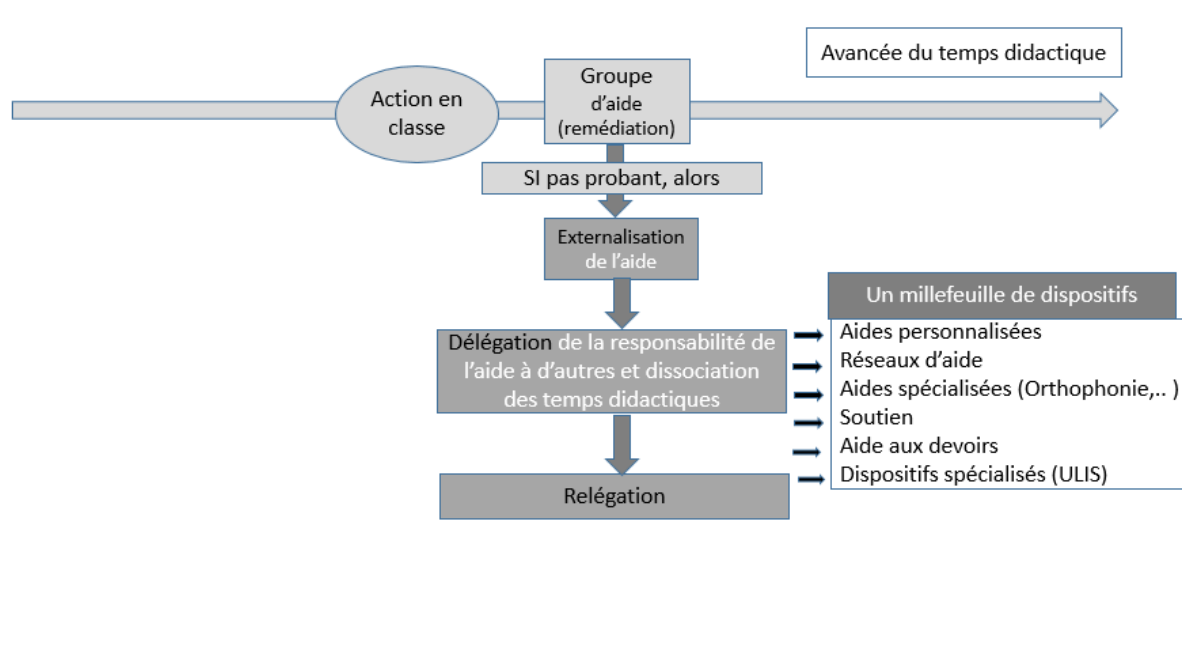 Avancée du temps didactique
Action en
classe
Groupe
d'aide
(remédiation)
SI pas probant, alors
Externalisation
de l'aide
Un millefeuille de dispositifs
Délégation de la responsabilité de
l'aide à d'autres et dissociation
des temps didactiques
Aides personnalisées
Réseaux d'aide
Aides spécialisées (Orthophonie,.. )
Soutien
Aide aux devoirs
Dispositifs spécialisés (ULIS)
Relégation